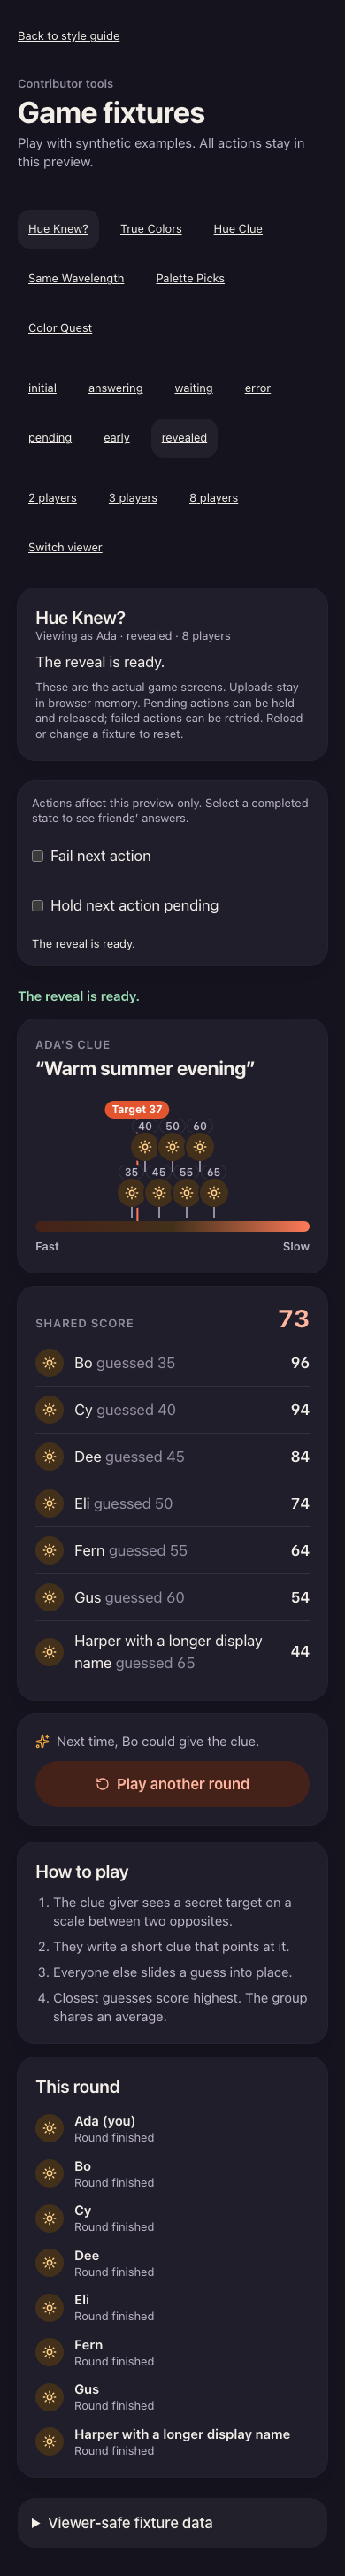 Back to style guide
Contributor tools
Game fixtures
Play with synthetic examples. All actions stay in
this preview.
Hue Knew? True Colors Hue Clue
Same Wavelength Palette Picks
Color Quest
initial answering waiting error
pending early revealed
2 players 3 players 8 players
Switch viewer
Hue Knew?
Viewing as Ada · revealed · 8 players
The reveal is ready.
These are the actual game screens. Uploads stay
in browser memory. Pending actions can be held
and released; failed actions can be retried. Reload
or change a fixture to reset.
Actions affect this preview only. Select a completed
state to see friends’ answers.
Fail next action
Hold next action pending
The reveal is ready.
The reveal is ready.
ADA'S CLUE
“Warm summer evening”
Target 37
40 50 60
35 45 55 65
Fast Slow
SHARED SCORE 73
Bo guessed 35 96
Cy guessed 40 94
Dee guessed 45 84
Eli guessed 50 74
Fern guessed 55 64
Gus guessed 60 54
Harper with a longer display
name guessed 65 44
Next time, Bo could give the clue.
Play another round
How to play
1. The clue giver sees a secret target on a
scale between two opposites.
2. They write a short clue that points at it.
3. Everyone else slides a guess into place.
4. Closest guesses score highest. The group
shares an average.
This round
Ada (you)
Round finished
Bo
Round finished
Cy
Round finished
Dee
Round finished
Eli
Round finished
Fern
Round finished
Gus
Round finished
Harper with a longer display name
Round finished
Viewer-safe fixture data